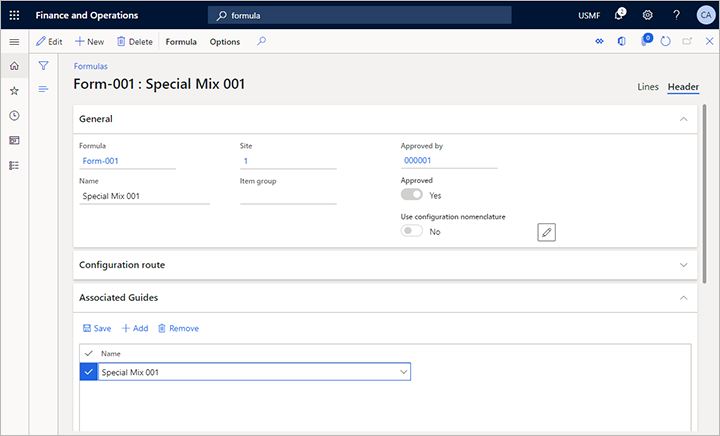 Finance and Operations
formula
USMF
2
?
CA
Edit
New
Delete
Formula
Options
0
Formulas
Form-001 : Special Mix 001
Lines
Header
General
Formula
Site
Approved by
Form-001
1
000001
Name
Item group
Approved
Special Mix 001
Yes
Use configuration nomenclature
No
Configuration route
Associated Guides
Save
Add
Remove
Name
Special Mix 001